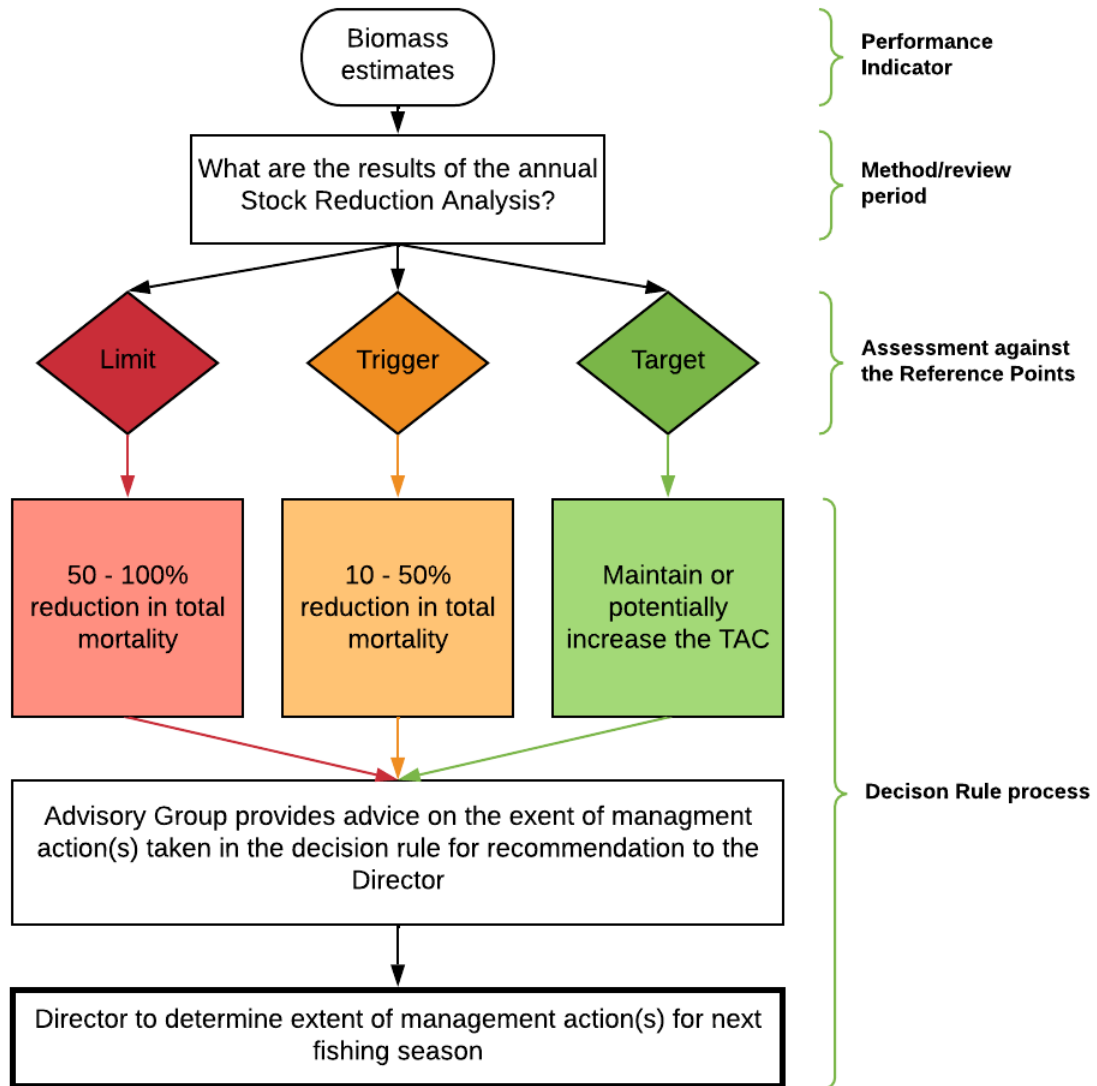 Biomass
estimates
Performance
Indicator
What are the results of the annual
Stock Reduction Analysis?
Method/review
period
Limit
Trigger
Target
Assessment against
the Reference Points
50 - 100%
reduction in total
mortality
10 - 50%
reduction in total
mortality
Maintain or
potentially
increase the TAC
Decison Rule process
Advisory Group provides advice on the exent of managment
action(s) taken in the decision rule for recommendation to the
Director
Director to determine extent of management action(s) for next
fishing season